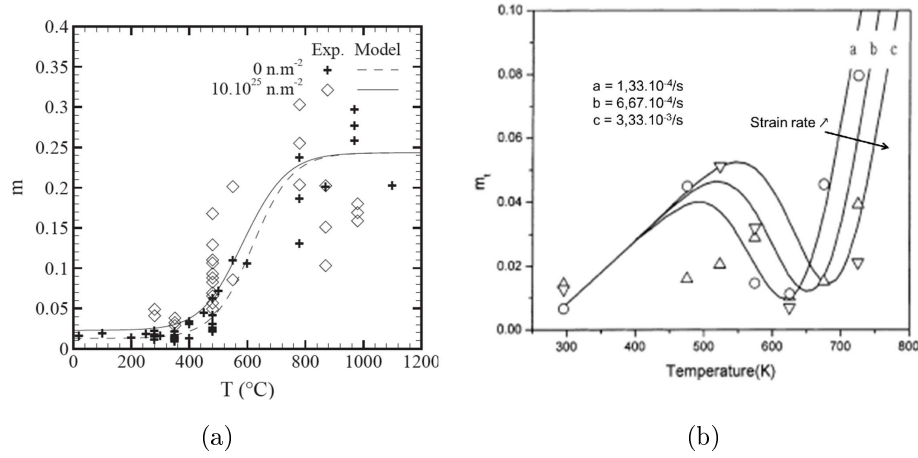 0.4
0.35
0.3
0.25
0.2
0.15
0.1
0.05
0
m
0 200 400 600 800 1000 1200
T (°C)
Exp. Model
0 n.m-2
10.10^25 n.m-2
(a)
0.10
0.08
0.06
0.04
0.02
0.00
mt
300 400 500 600 700 800
Temperature(K)
a b c
a = 1,33.10-4/s
b = 6,67.10-4/s
c = 3,33.10-3/s
Strain rate ↗
(b)